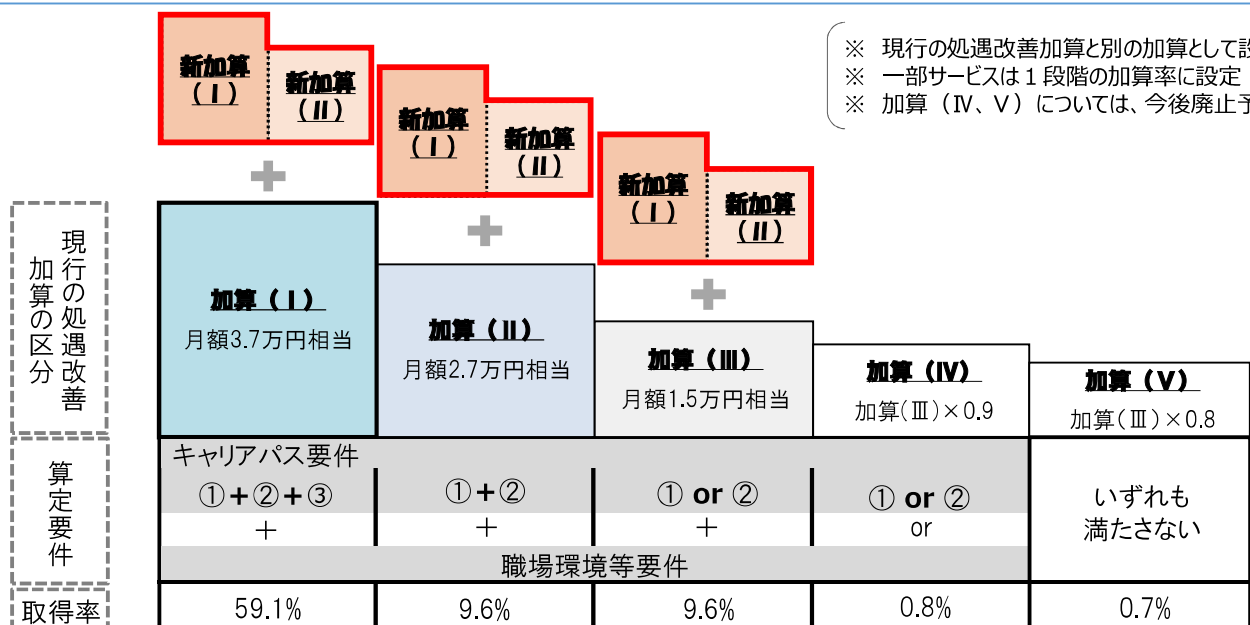 ※ 現行の処遇改善加算と別の加算として設
※ 一部サービスは１段階の加算率に設定
※ 加算（Ⅳ、Ⅴ）については、今後廃止予
新加算
（Ⅰ）
新加算
（Ⅱ）
新加算
（Ⅰ）
新加算
（Ⅱ）
新加算
（Ⅰ）
新加算
（Ⅱ）
+
+
+
現行の処遇改善
加算の区分
加算（Ⅰ）
月額3.7万円相当
加算（Ⅱ）
月額2.7万円相当
加算（Ⅲ）
月額1.5万円相当
加算（Ⅳ）
加算（Ⅲ）×0.9
加算（Ⅴ）
加算（Ⅲ）×0.8
算定要件
キャリアパス要件
①+②+③
①+②
① or ②
① or ②
+
+
+
or
職場環境等要件
いずれも
満たさない
取得率
59.1%
9.6%
9.6%
0.8%
0.7%